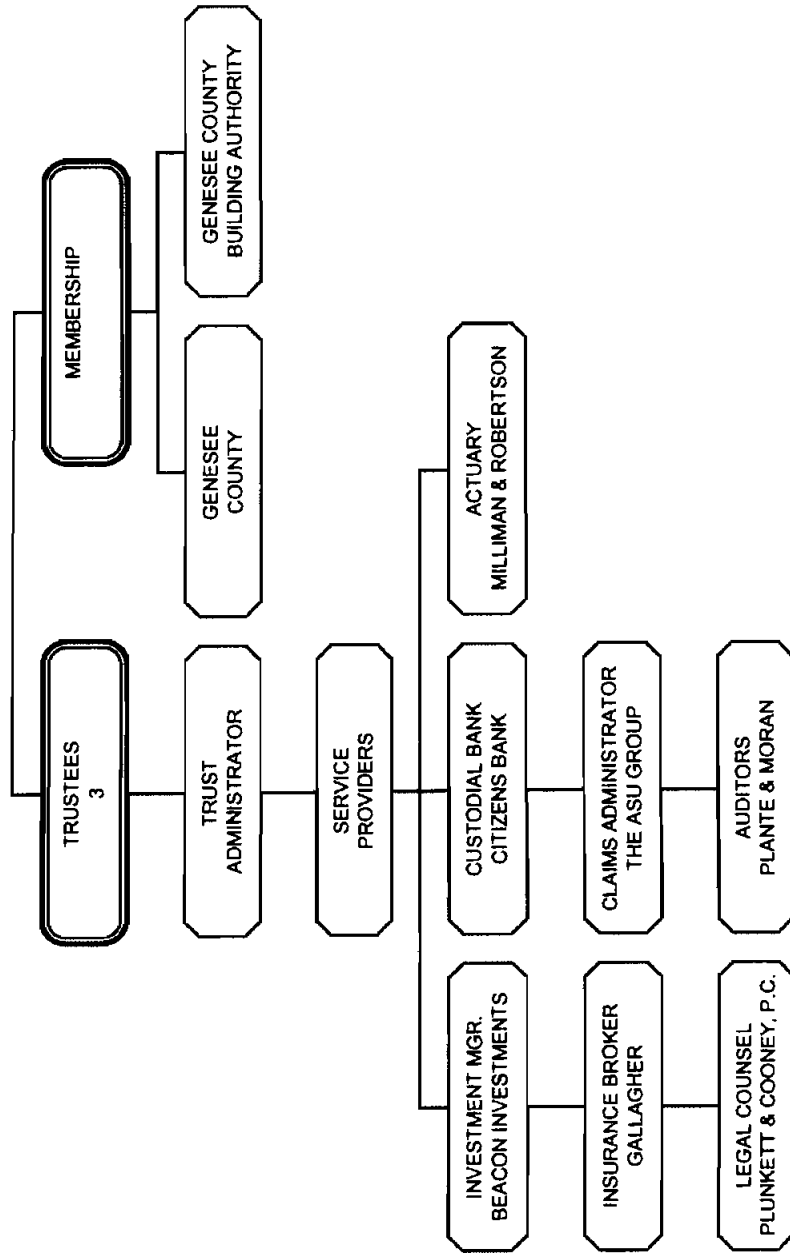 TRUSTEES
3
MEMBERSHIP
TRUST
ADMINISTRATOR
GENESEE
COUNTY
GENESEE COUNTY
BUILDING AUTHORITY
SERVICE
PROVIDERS
INVESTMENT MGR.
BEACON INVESTMENTS
CUSTODIAL BANK
CITIZENS BANK
ACTUARY
MILLIMAN & ROBERTSON
INSURANCE BROKER
GALLAGHER
CLAIMS ADMINISTRATOR
THE ASU GROUP
LEGAL COUNSEL
PLUNKETT & COONEY, P.C.
AUDITORS
PLANTE & MORAN